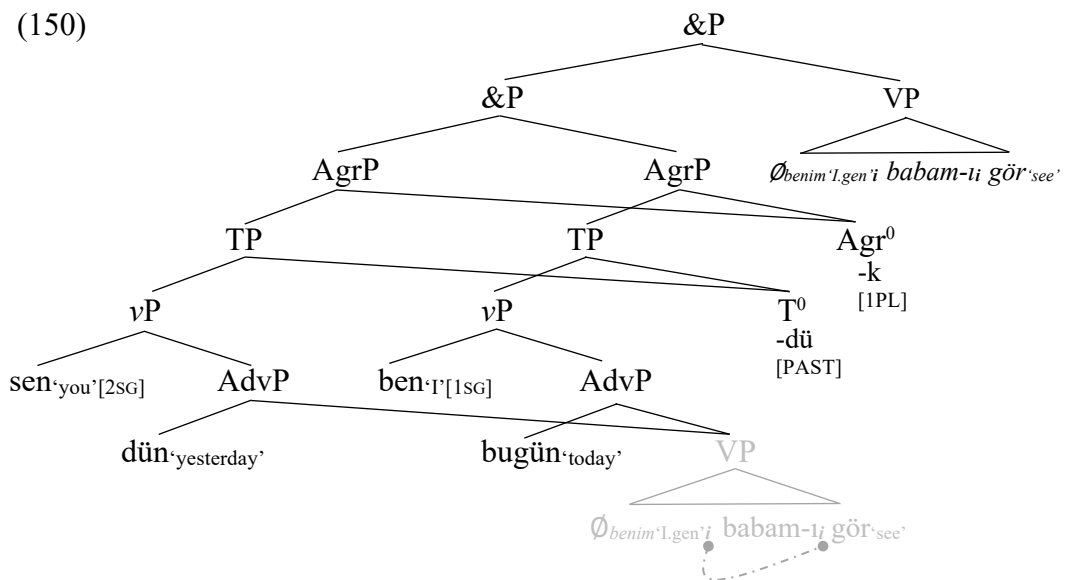 (150)
&P
&P VP
AgrP AgrP Øbenim‘I.gen’i babam-ıi gör‘see’
TP TP Agr⁰
-k
[1PL]
vP vP T⁰
-dü
[PAST]
sen‘you’[2SG] AdvP ben‘I’[1SG] AdvP
dün‘yesterday’ bugün‘today’ VP
Øbenim‘I.gen’i babam-ıi gör‘see’